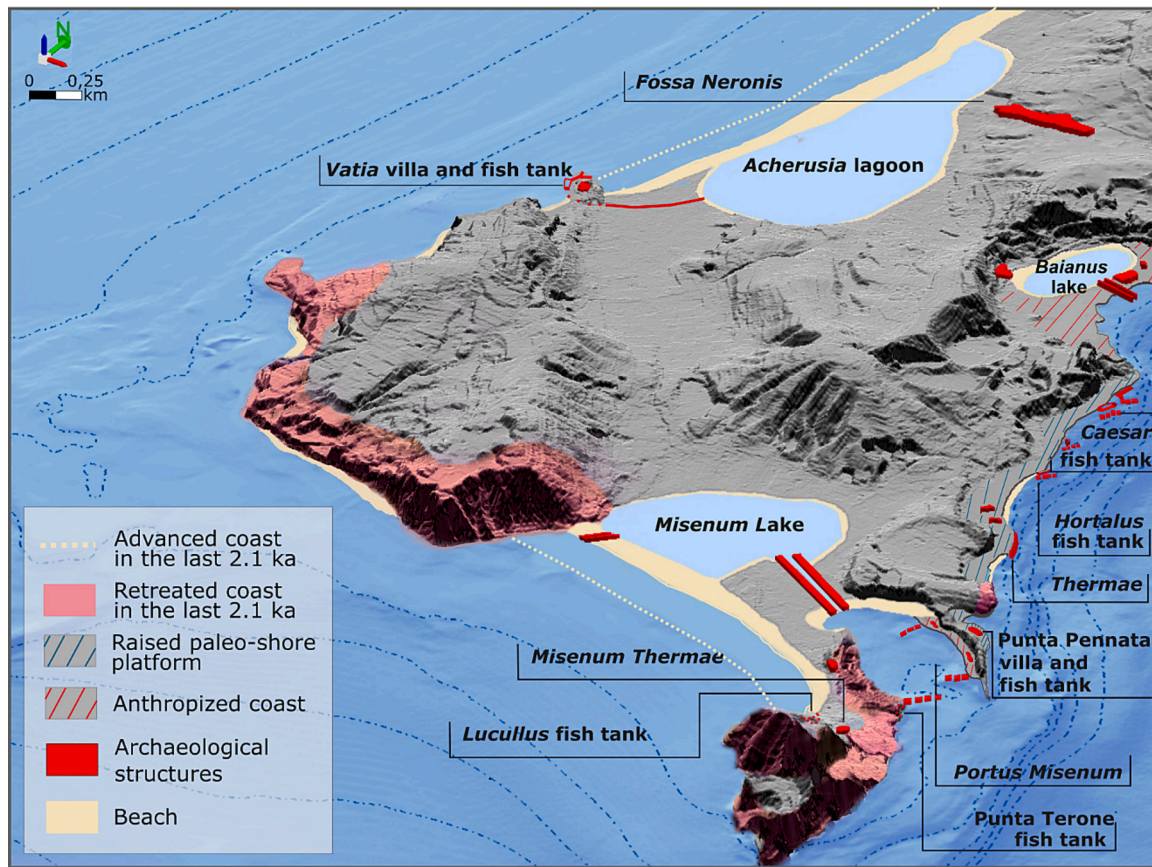 N
0 0,25
km
Fossa Neronis
Vatia villa and fish tank
Acherusia lagoon
Baianus
lake
Caesar
fish tank
Hortalus
fish tank
Thermae
Misenum Lake
Punta Pennata
villa and
fish tank
Misenum Thermae
Lucullus fish tank
Portus Misenum
Punta Terone
fish tank
Advanced coast
in the last 2.1 ka
Retreated coast
in the last 2.1 ka
Raised paleo-shore
platform
Anthropized coast
Archaeological
structures
Beach